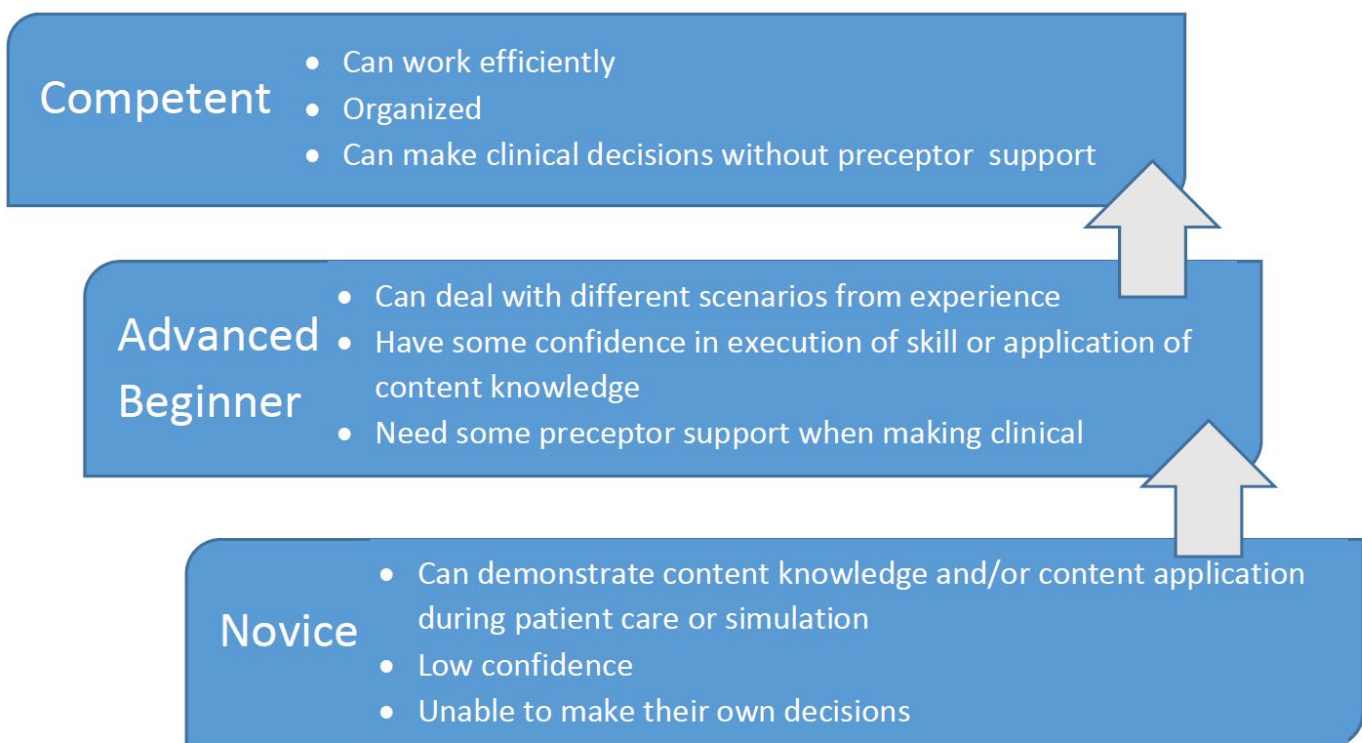 Competent
• Can work efficiently
• Organized
• Can make clinical decisions without preceptor support
Advanced
Beginner
• Can deal with different scenarios from experience
• Have some confidence in execution of skill or application of
content knowledge
• Need some preceptor support when making clinical
Novice
• Can demonstrate content knowledge and/or content application
during patient care or simulation
• Low confidence
• Unable to make their own decisions